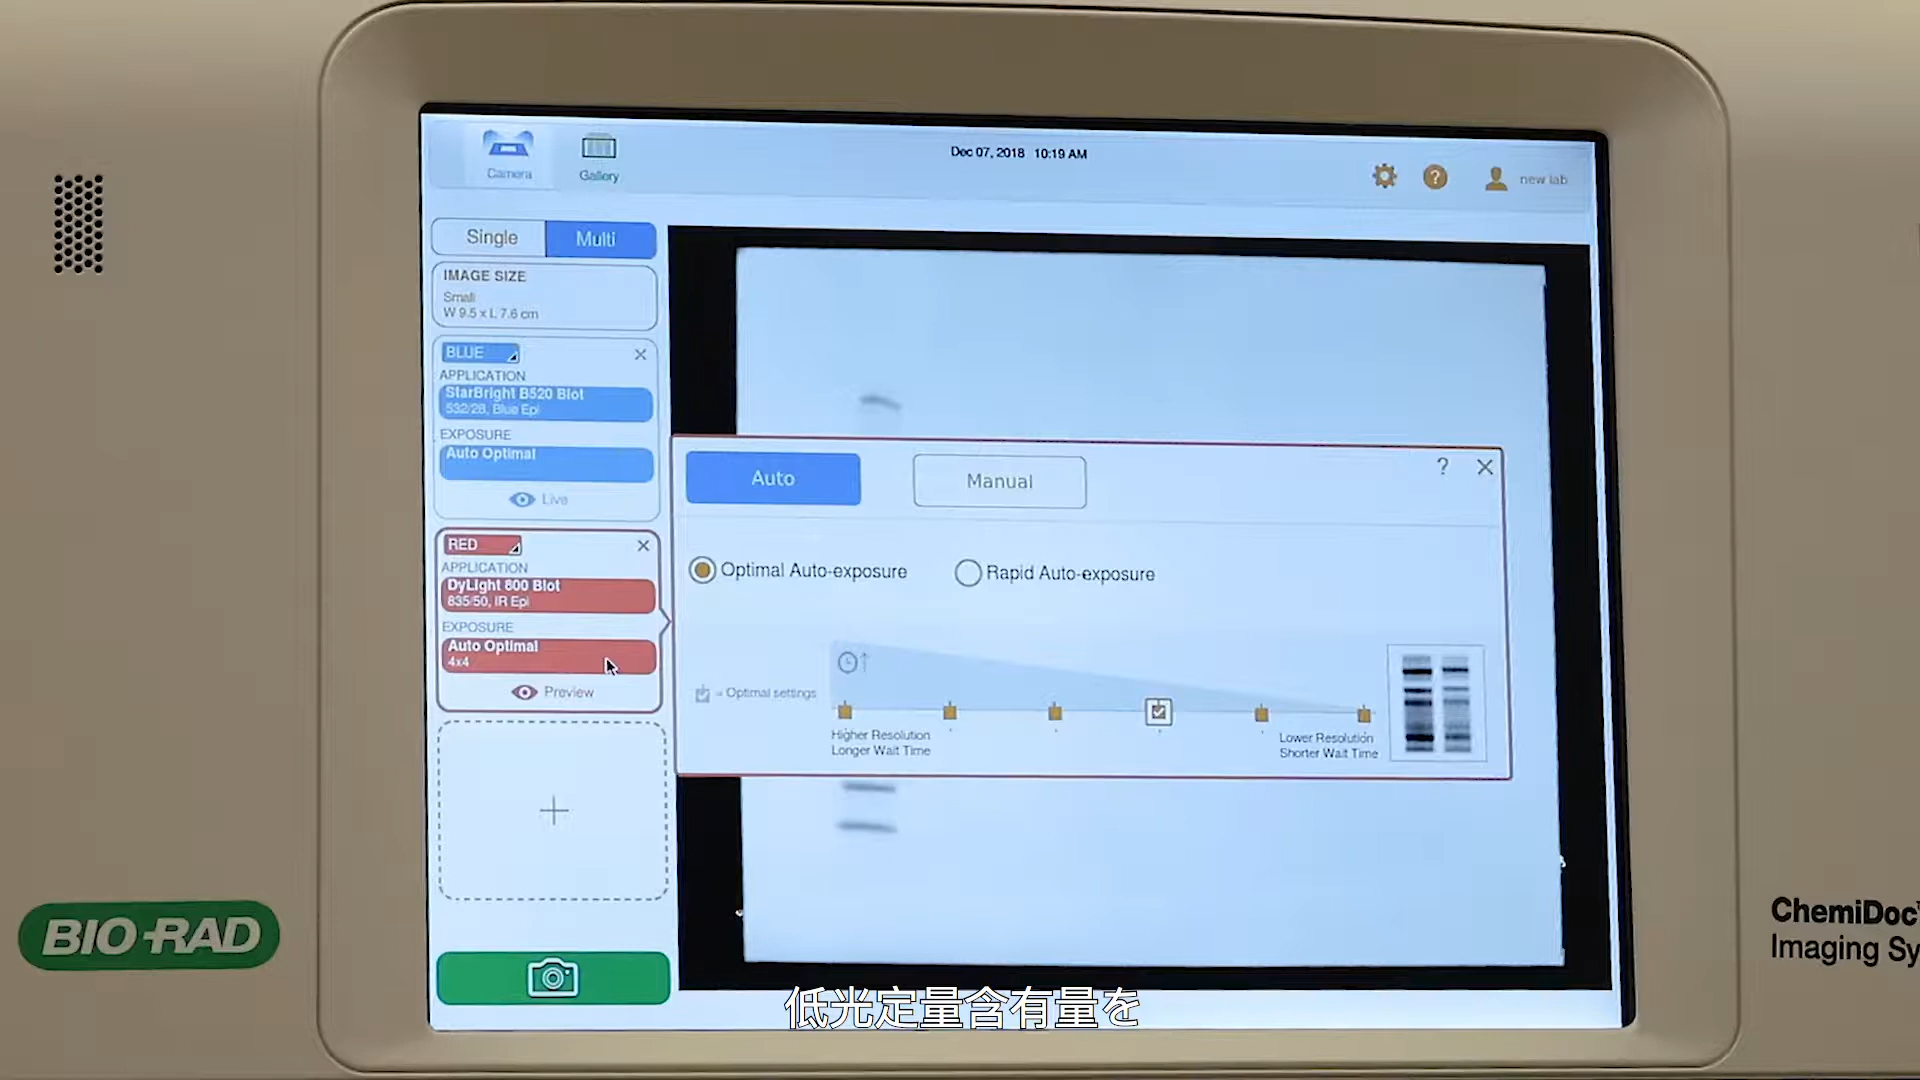 Dec 07, 2018 10:19 AM
Camera
Gallery
?
new lab
Single
Multi
IMAGE SIZE
Small
W 9.5 x L 7.6 cm
BLUE
APPLICATION
StarBright B520 Blot
532/28, Blue Epi
EXPOSURE
Auto Optimal
Live
RED
APPLICATION
DyLight 800 Blot
835/50, IR Epi
EXPOSURE
Auto Optimal
4x4
Preview
Auto
Manual
?
Optimal Auto-exposure
Rapid Auto-exposure
= Optimal settings
Higher Resolution
Longer Wait Time
Lower Resolution
Shorter Wait Time
BIO-RAD
ChemiDoc
Imaging Sy
低光定量含有量を